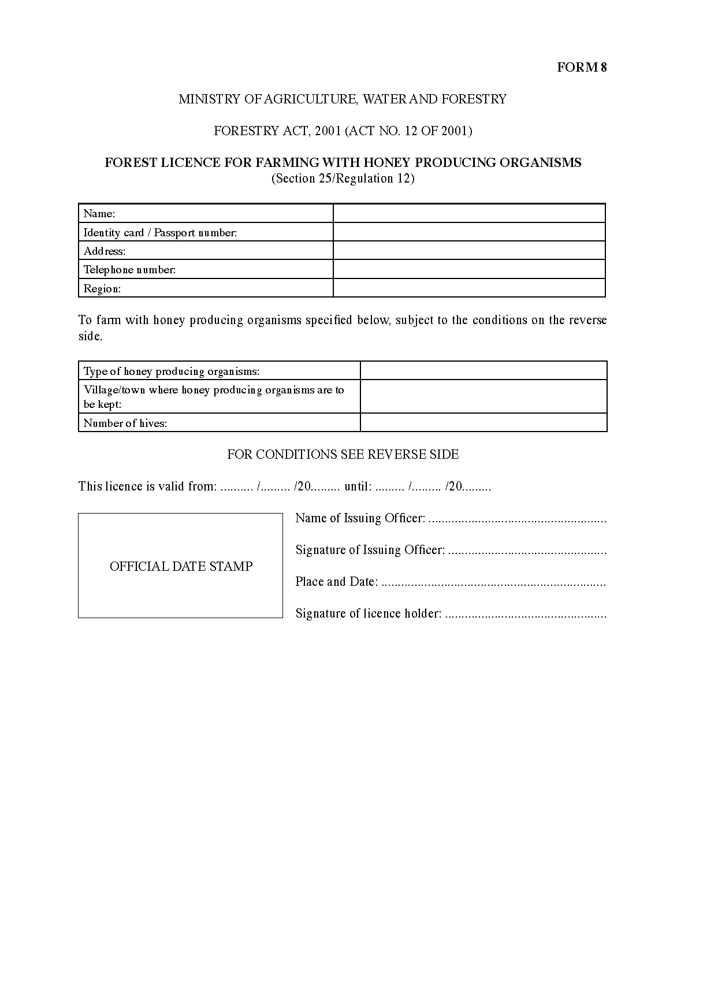 FORM 8
MINISTRY OF AGRICULTURE, WATER AND FORESTRY
FORESTRY ACT, 2001 (ACT NO. 12 OF 2001)
FOREST LICENCE FOR FARMING WITH HONEY PRODUCING ORGANISMS
(Section 25/Regulation 12)
Name:
Identity card / Passport number:
Address:
Telephone number:
Region:
To farm with honey producing organisms specified below, subject to the conditions on the reverse
side.
Type of honey producing organisms:
Village/town where honey producing organisms are to
be kept:
Number of hives:
FOR CONDITIONS SEE REVERSE SIDE
This licence is valid from: .......... /......... /20......... until: ......... /......... /20.........
Name of Issuing Officer: ......................................................
Signature of Issuing Officer: ................................................
OFFICIAL DATE STAMP
Place and Date: ....................................................................
Signature of licence holder: .................................................